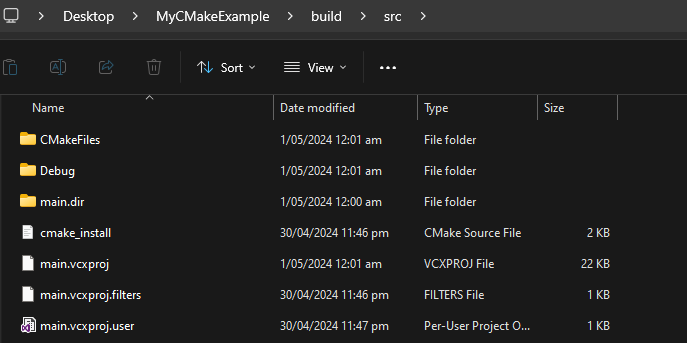 Desktop > MyCMakeExample > build > src >
Sort View
Name Date modified Type Size
CMakeFiles 1/05/2024 12:01 am File folder
Debug 1/05/2024 12:01 am File folder
main.dir 1/05/2024 12:00 am File folder
cmake_install 30/04/2024 11:46 pm CMake Source File 2 KB
main.vcxproj 1/05/2024 12:01 am VCXPROJ File 22 KB
main.vcxproj.filters 30/04/2024 11:46 pm FILTERS File 1 KB
main.vcxproj.user 30/04/2024 11:47 pm Per-User Project O... 1 KB